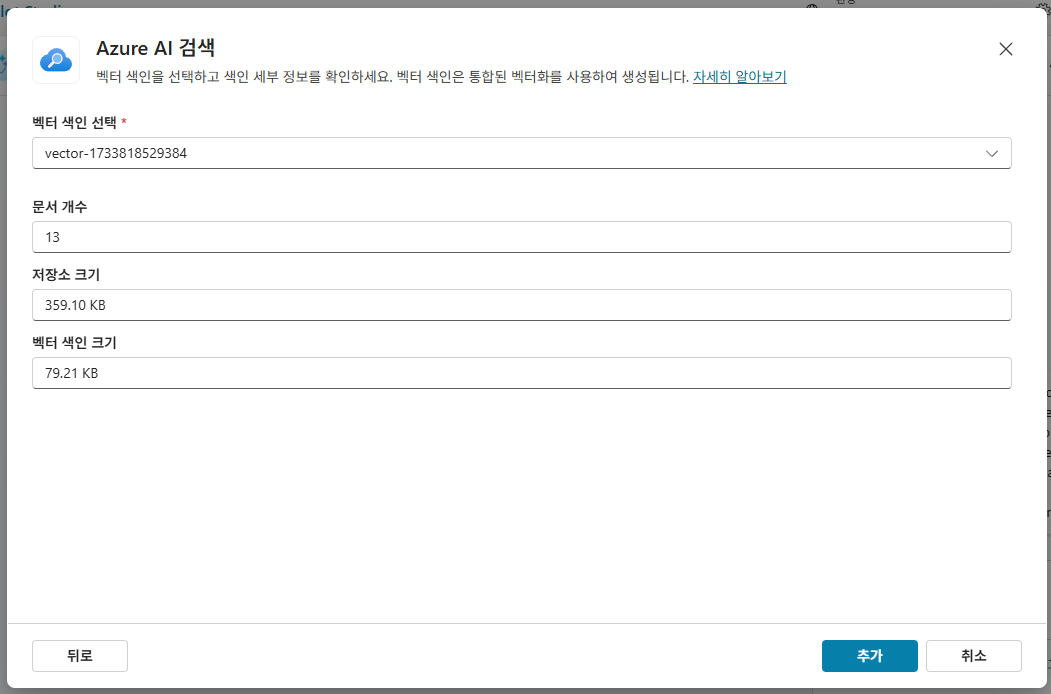 Azure AI 검색
벡터 색인을 선택하고 색인 세부 정보를 확인하세요. 벡터 색인은 통합된 벡터화를 사용하여 생성됩니다. 자세히 알아보기
벡터 색인 선택 *
vector-1733818529384
문서 개수
13
저장소 크기
359.10 KB
벡터 색인 크기
79.21 KB
뒤로
추가
취소